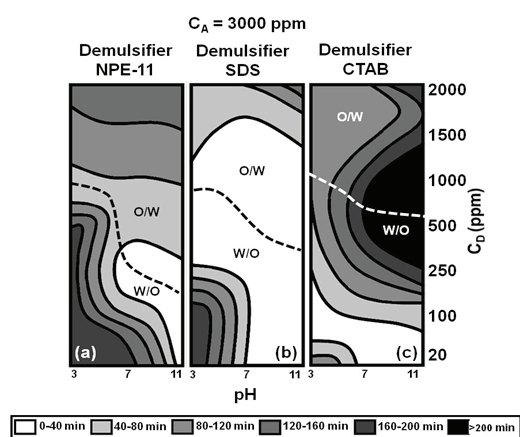 C_A = 3000 ppm
Demulsifier NPE-11
Demulsifier SDS
Demulsifier CTAB
O/W
W/O
(a)
O/W
W/O
(b)
O/W
W/O
(c)
2000
1500
1000
500
250
100
20
C_D (ppm)
3 7 11 3 7 11 3 7 11
pH
0-40 min 40-80 min 80-120 min 120-160 min 160-200 min >200 min